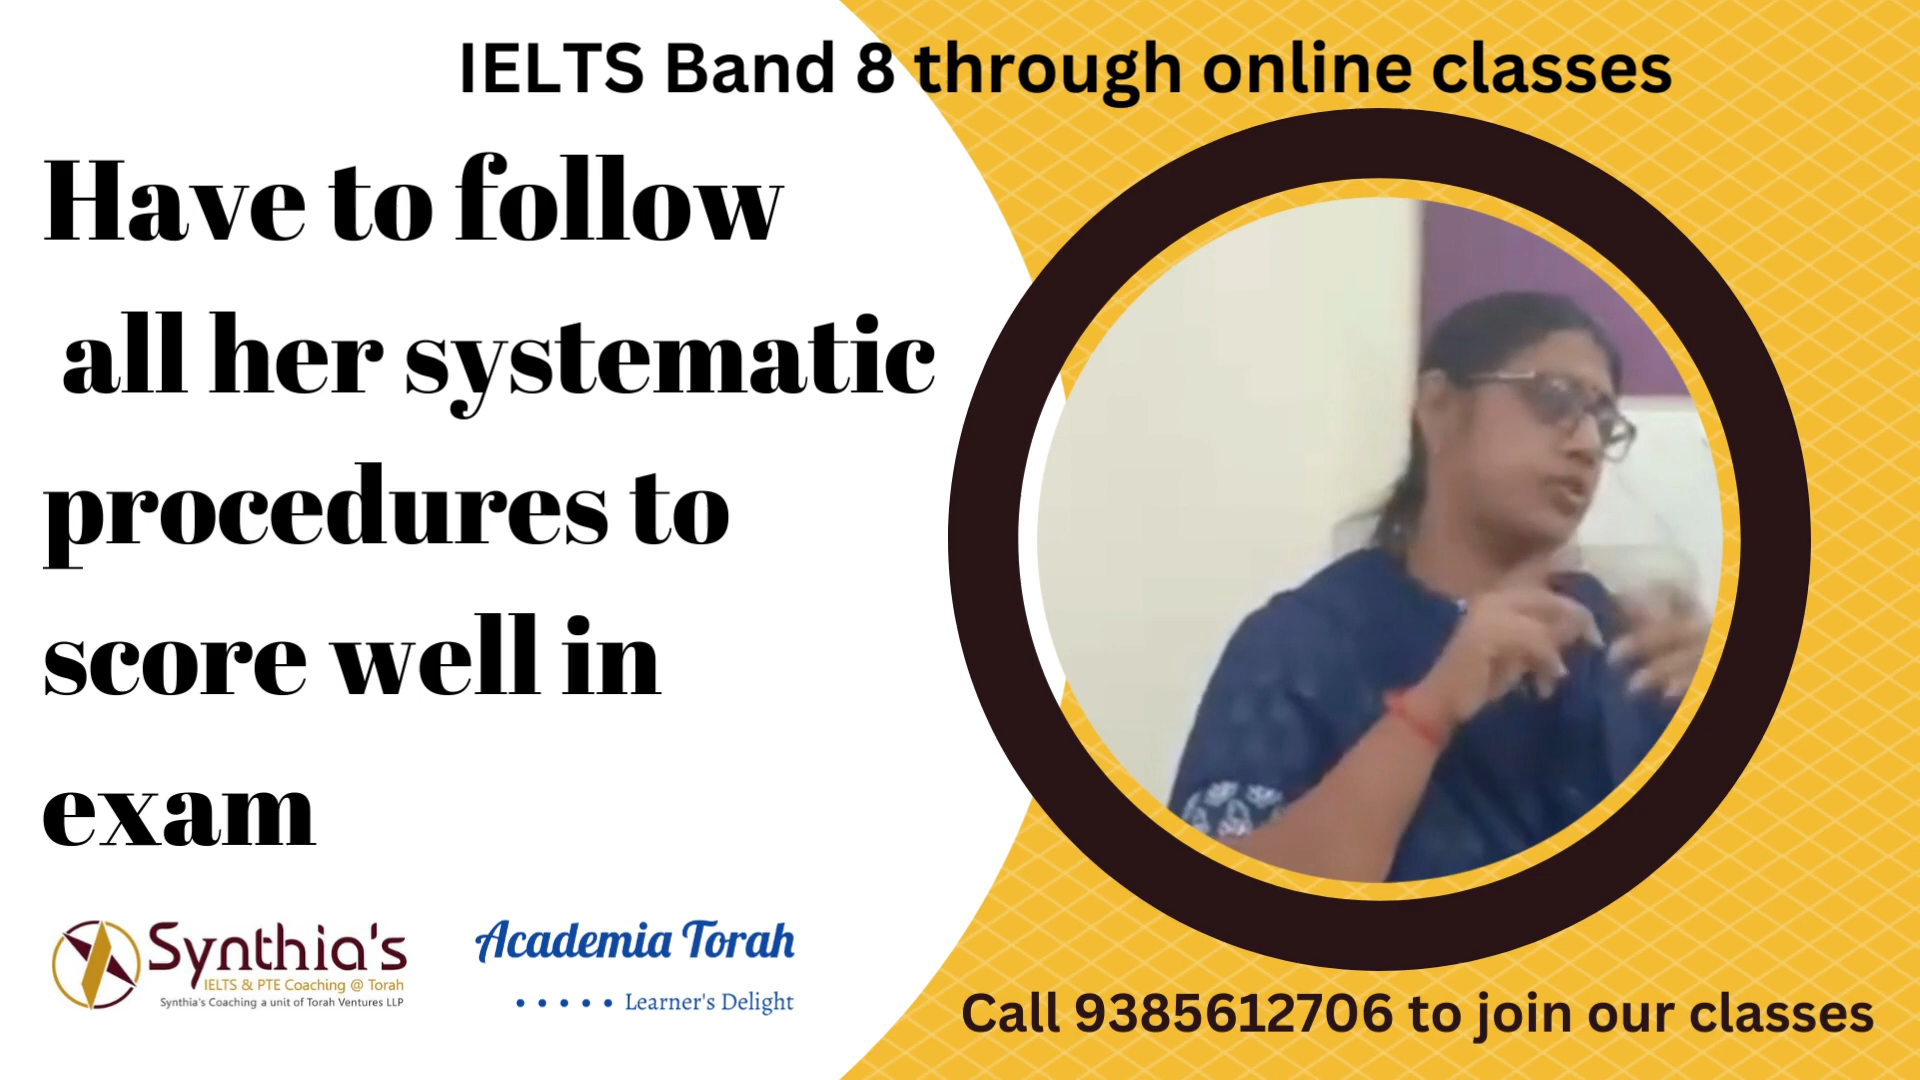 IELTS Band 8 through online classes
Have to follow
all her systematic
procedures to
score well in
exam
Synthia's
IELTS & PTE Coaching @ Torah
Synthia's Coaching a unit of Torah Ventures LLP
Academia Torah
Learner's Delight
Call 9385612706 to join our classes